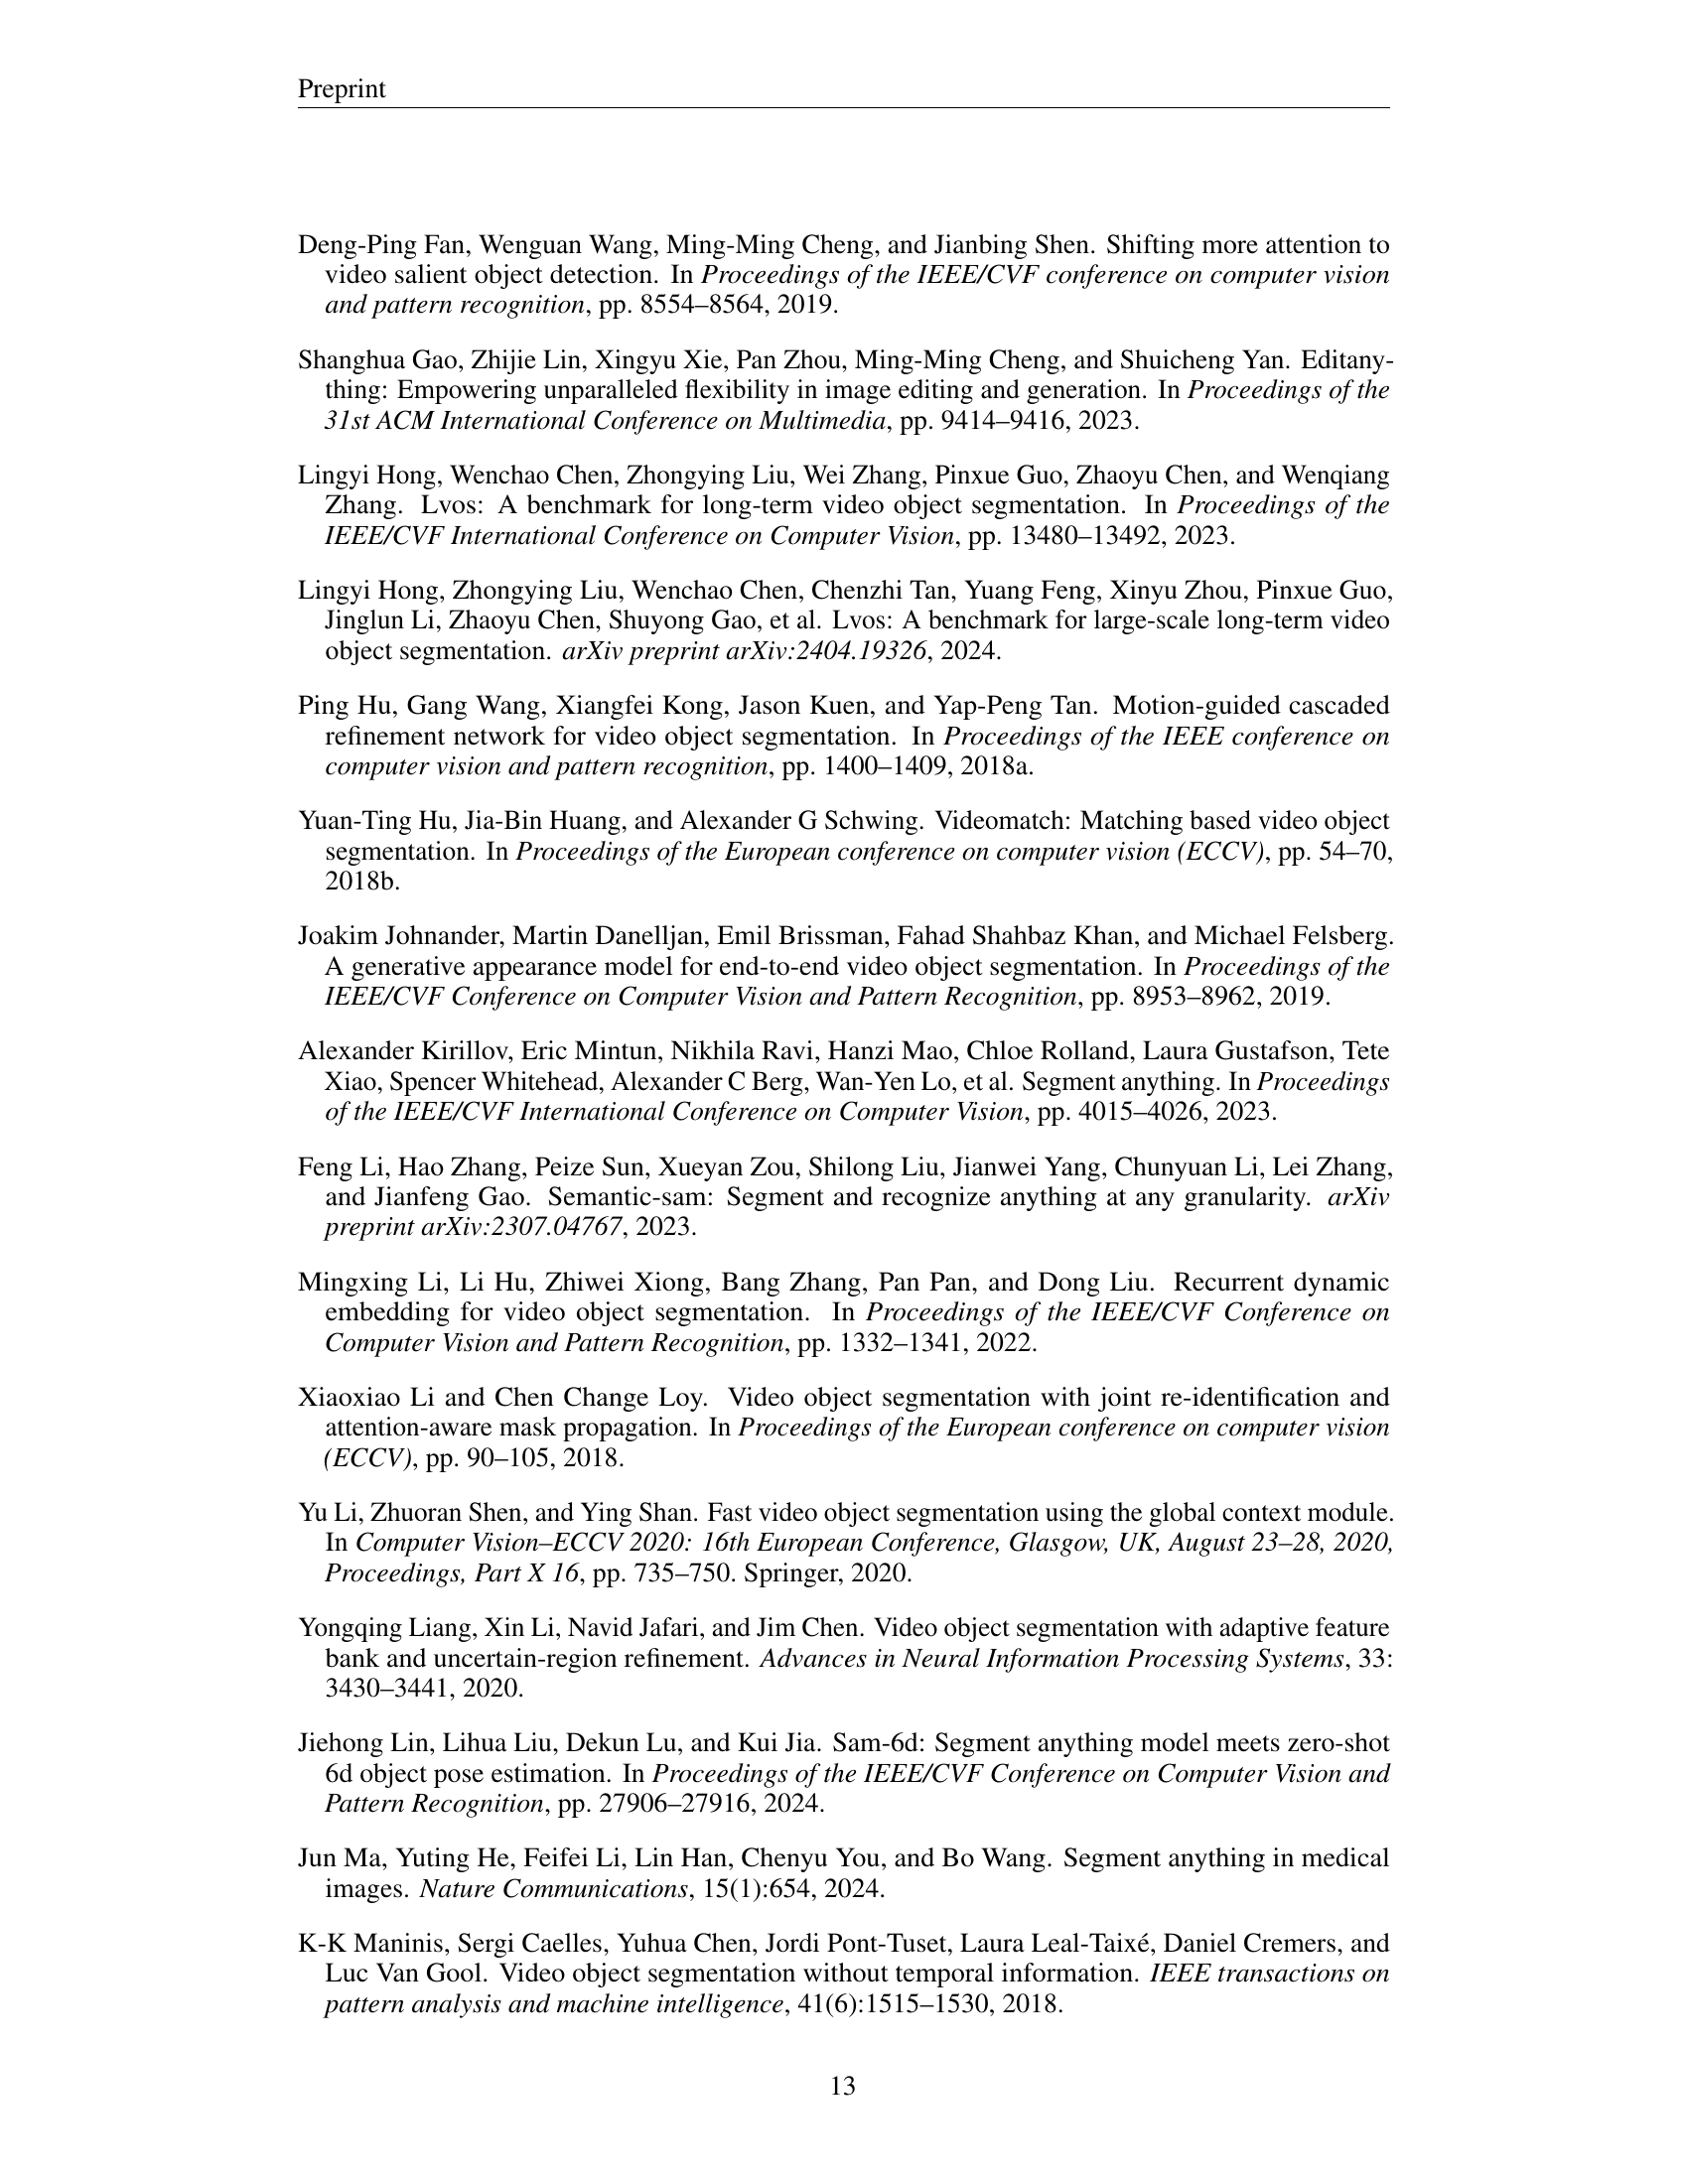 Preprint
Deng-Ping Fan, Wenguan Wang, Ming-Ming Cheng, and Jianbing Shen. Shifting more attention to
video salient object detection. In Proceedings of the IEEE/CVF conference on computer vision
and pattern recognition, pp. 8554–8564, 2019.
Shanghua Gao, Zhijie Lin, Xingyu Xie, Pan Zhou, Ming-Ming Cheng, and Shuicheng Yan. Editany-
thing: Empowering unparalleled flexibility in image editing and generation. In Proceedings of the
31st ACM International Conference on Multimedia, pp. 9414–9416, 2023.
Lingyi Hong, Wenchao Chen, Zhongying Liu, Wei Zhang, Pinxue Guo, Zhaoyu Chen, and Wenqiang
Zhang. Lvos: A benchmark for long-term video object segmentation. In Proceedings of the
IEEE/CVF International Conference on Computer Vision, pp. 13480–13492, 2023.
Lingyi Hong, Zhongying Liu, Wenchao Chen, Chenzhi Tan, Yuang Feng, Xinyu Zhou, Pinxue Guo,
Jinglun Li, Zhaoyu Chen, Shuyong Gao, et al. Lvos: A benchmark for large-scale long-term video
object segmentation. arXiv preprint arXiv:2404.19326, 2024.
Ping Hu, Gang Wang, Xiangfei Kong, Jason Kuen, and Yap-Peng Tan. Motion-guided cascaded
refinement network for video object segmentation. In Proceedings of the IEEE conference on
computer vision and pattern recognition, pp. 1400–1409, 2018a.
Yuan-Ting Hu, Jia-Bin Huang, and Alexander G Schwing. Videomatch: Matching based video object
segmentation. In Proceedings of the European conference on computer vision (ECCV), pp. 54–70,
2018b.
Joakim Johnander, Martin Danelljan, Emil Brissman, Fahad Shahbaz Khan, and Michael Felsberg.
A generative appearance model for end-to-end video object segmentation. In Proceedings of the
IEEE/CVF Conference on Computer Vision and Pattern Recognition, pp. 8953–8962, 2019.
Alexander Kirillov, Eric Mintun, Nikhila Ravi, Hanzi Mao, Chloe Rolland, Laura Gustafson, Tete
Xiao, Spencer Whitehead, Alexander C Berg, Wan-Yen Lo, et al. Segment anything. In Proceedings
of the IEEE/CVF International Conference on Computer Vision, pp. 4015–4026, 2023.
Feng Li, Hao Zhang, Peize Sun, Xueyan Zou, Shilong Liu, Jianwei Yang, Chunyuan Li, Lei Zhang,
and Jianfeng Gao. Semantic-sam: Segment and recognize anything at any granularity. arXiv
preprint arXiv:2307.04767, 2023.
Mingxing Li, Li Hu, Zhiwei Xiong, Bang Zhang, Pan Pan, and Dong Liu. Recurrent dynamic
embedding for video object segmentation. In Proceedings of the IEEE/CVF Conference on
Computer Vision and Pattern Recognition, pp. 1332–1341, 2022.
Xiaoxiao Li and Chen Change Loy. Video object segmentation with joint re-identification and
attention-aware mask propagation. In Proceedings of the European conference on computer vision
(ECCV), pp. 90–105, 2018.
Yu Li, Zhuoran Shen, and Ying Shan. Fast video object segmentation using the global context module.
In Computer Vision–ECCV 2020: 16th European Conference, Glasgow, UK, August 23–28, 2020,
Proceedings, Part X 16, pp. 735–750. Springer, 2020.
Yongqing Liang, Xin Li, Navid Jafari, and Jim Chen. Video object segmentation with adaptive feature
bank and uncertain-region refinement. Advances in Neural Information Processing Systems, 33:
3430–3441, 2020.
Jiehong Lin, Lihua Liu, Dekun Lu, and Kui Jia. Sam-6d: Segment anything model meets zero-shot
6d object pose estimation. In Proceedings of the IEEE/CVF Conference on Computer Vision and
Pattern Recognition, pp. 27906–27916, 2024.
Jun Ma, Yuting He, Feifei Li, Lin Han, Chenyu You, and Bo Wang. Segment anything in medical
images. Nature Communications, 15(1):654, 2024.
K-K Maninis, Sergi Caelles, Yuhua Chen, Jordi Pont-Tuset, Laura Leal-Taixé, Daniel Cremers, and
Luc Van Gool. Video object segmentation without temporal information. IEEE transactions on
pattern analysis and machine intelligence, 41(6):1515–1530, 2018.
13